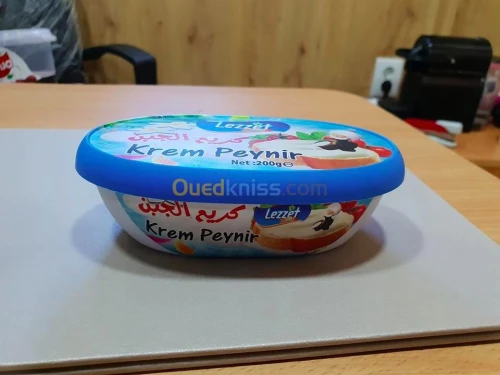 Lezzet
كريم الجبن
Krem Peynir
Net:200g℮
Ouedkniss.com
كريم الجبن
Lezzet
Krem Peynir